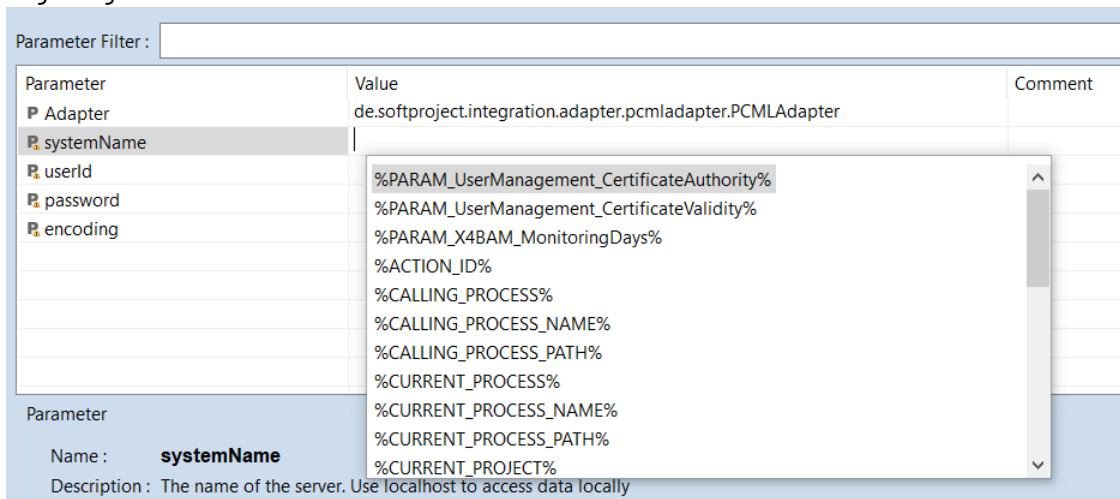 Parameter Filter :
Parameter Value Comment
Adapter de.softproject.integration.adapter.pcmladapter.PCMLAdapter
systemName
userId
password
encoding
%PARAM_UserManagement_CertificateAuthority%
%PARAM_UserManagement_CertificateValidity%
%PARAM_X4BAM_MonitoringDays%
%ACTION_ID%
%CALLING_PROCESS%
%CALLING_PROCESS_NAME%
%CALLING_PROCESS_PATH%
%CURRENT_PROCESS%
%CURRENT_PROCESS_NAME%
%CURRENT_PROCESS_PATH%
%CURRENT_PROJECT%
Parameter
Name : systemName
Description : The name of the server. Use localhost to access data locally